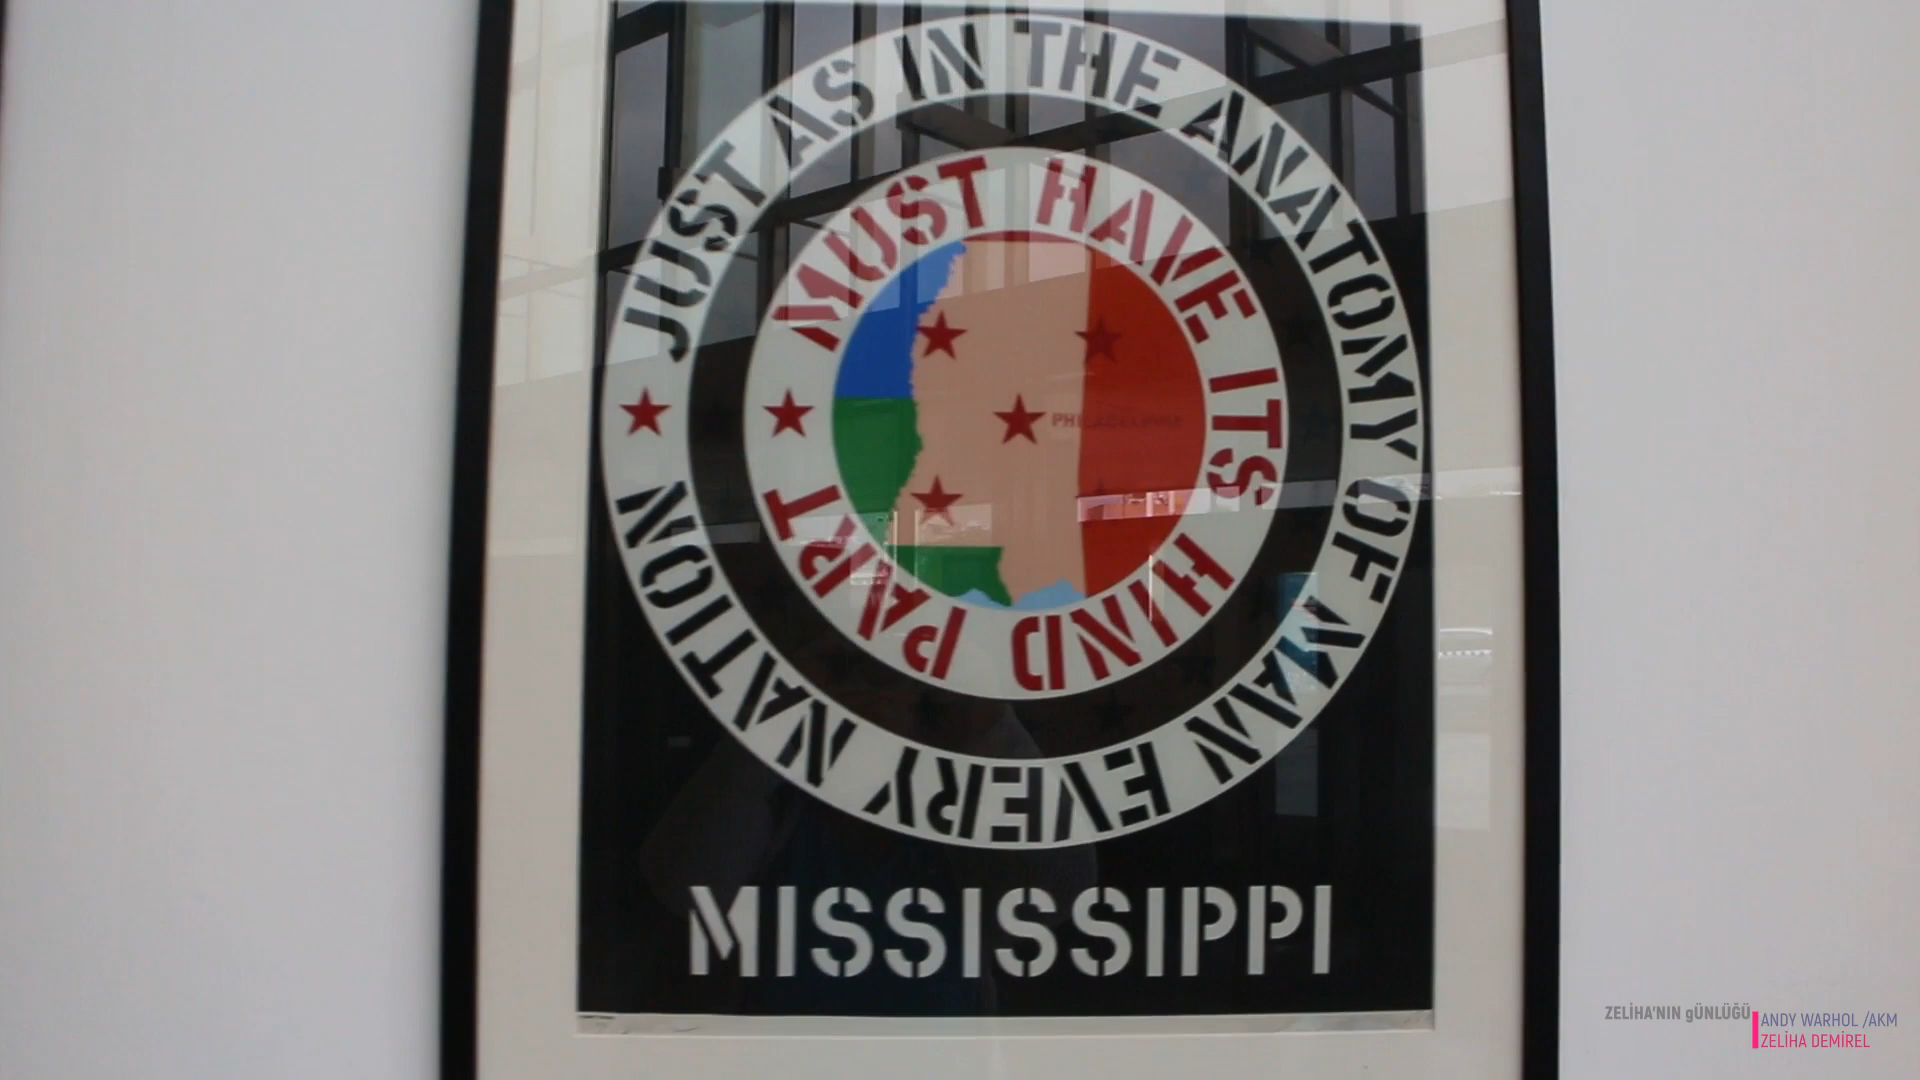 JUST AS IN THE ANATOMY OF MAN EVERY NATION
MUST HAVE ITS HIND PART
PHILADELPHIA
MISSISSIPPI
ZELİHA'NIN gÜNLÜĞÜ
ANDY WARHOL /AKM
ZELİHA DEMİREL